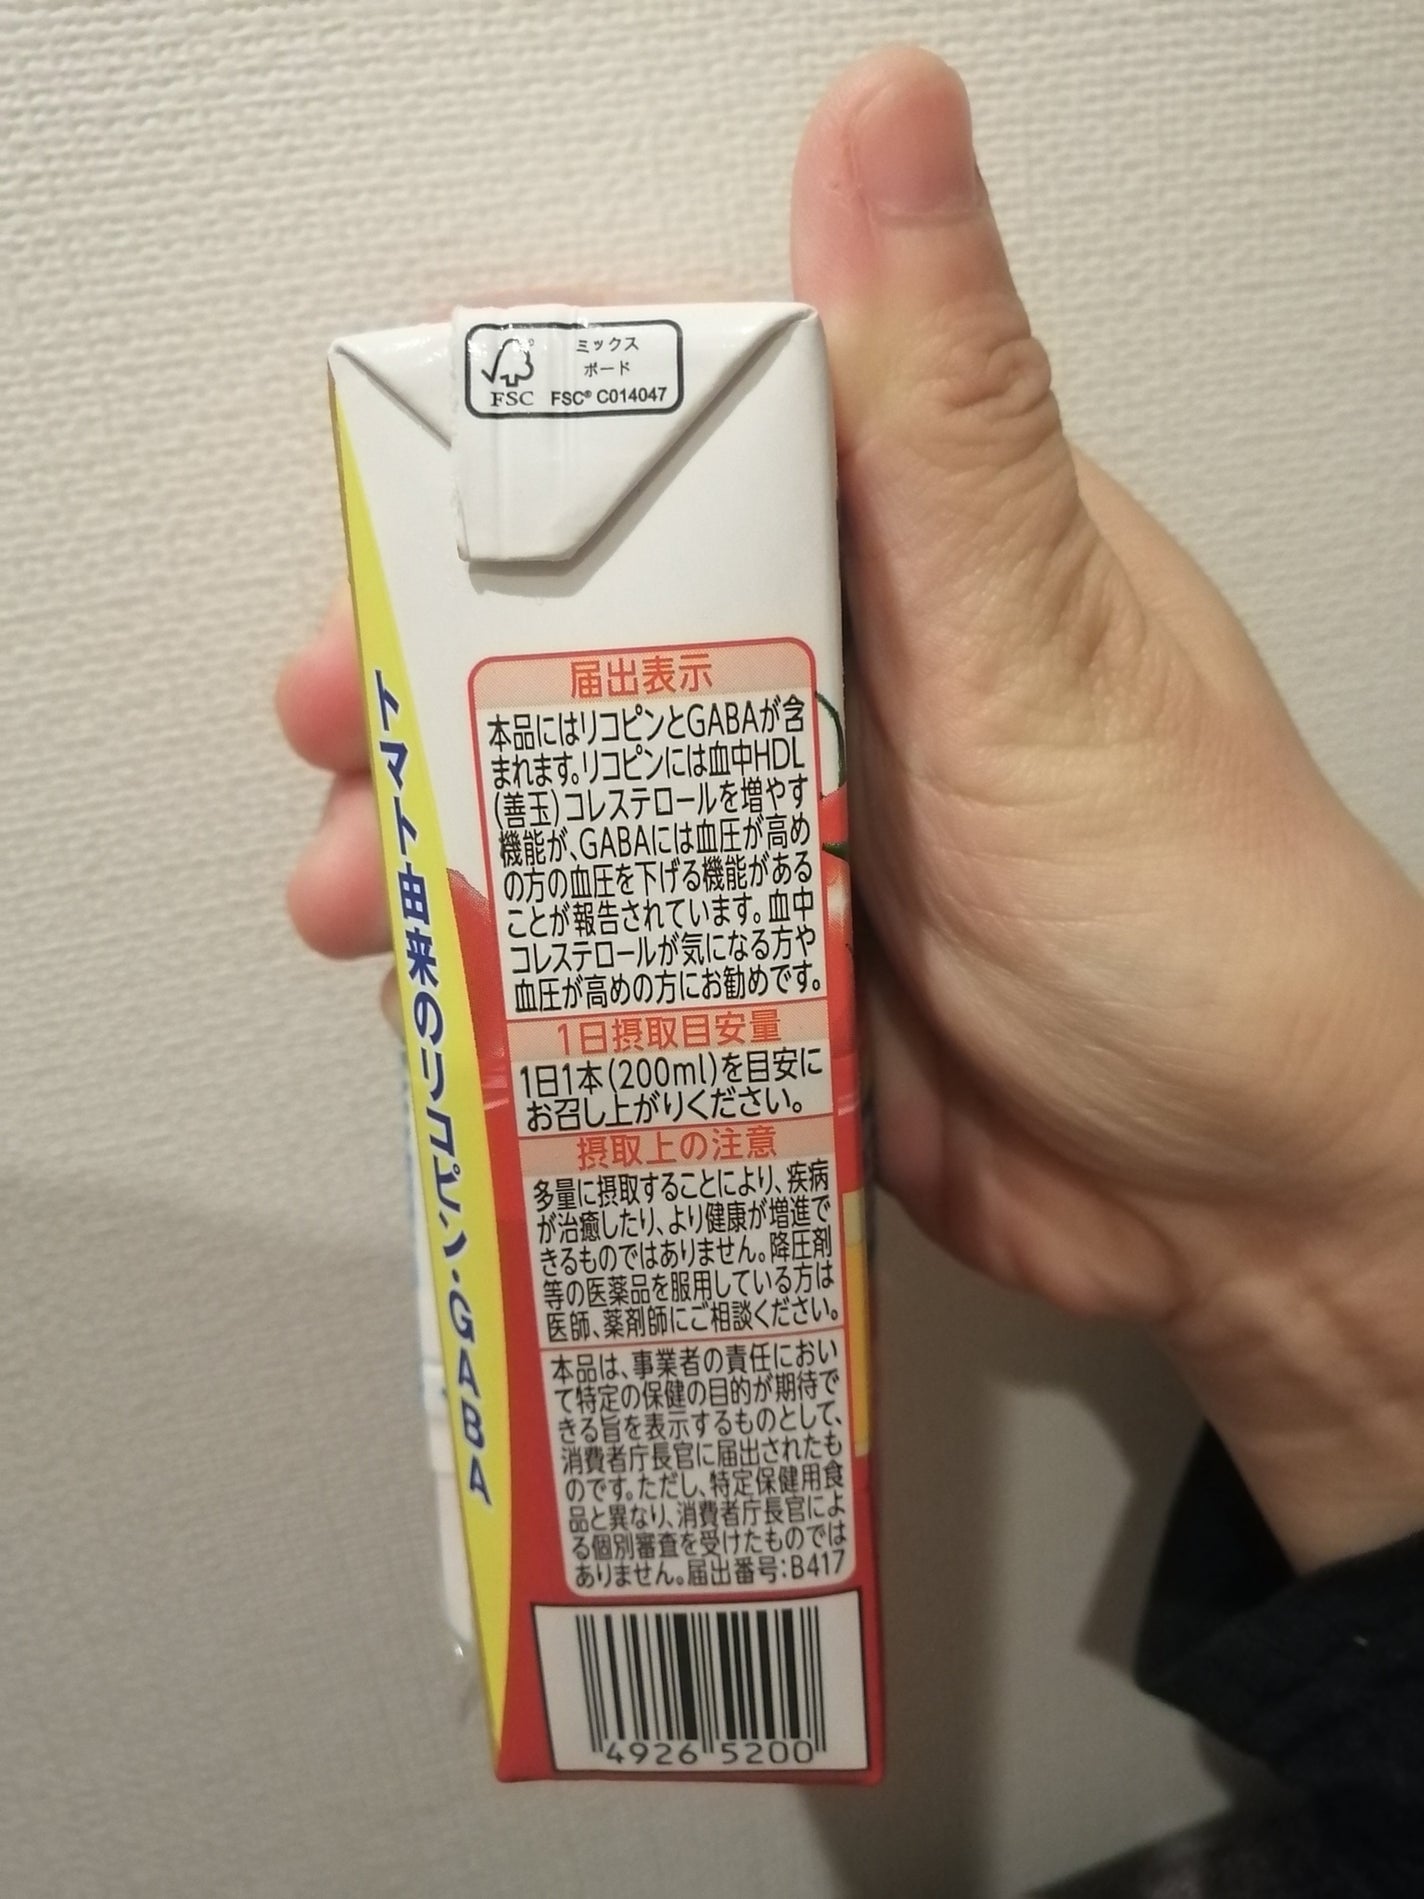 ミックス
ボード
FSC
FSC® C014047
トマト由来のリコピン・GABA
届出表示
本品にはリコピンとGABAが含
まれます。リコピンには血中HDL
(善玉)コレステロールを増やす
機能が、GABAには血圧が高め
の方の血圧を下げる機能がある
ことが報告されています。血中
コレステロールが気になる方や
血圧が高めの方にお勧めです。
1日摂取目安量
1日1本(200ml)を目安に
お召し上がりください。
摂取上の注意
多量に摂取することにより、疾病
が治癒したり、より健康が増進で
きるものではありません。降圧剤
等の医薬品を服用している方は
医師、薬剤師にご相談ください。
本品は、事業者の責任におい
て特定の保健の目的が期待で
きる旨を表示するものとして、
消費者庁長官に届出されたも
のです。ただし、特定保健用食
品と異なり、消費者庁長官によ
る個別審査を受けたものでは
ありません。届出番号：B417
4926 5200